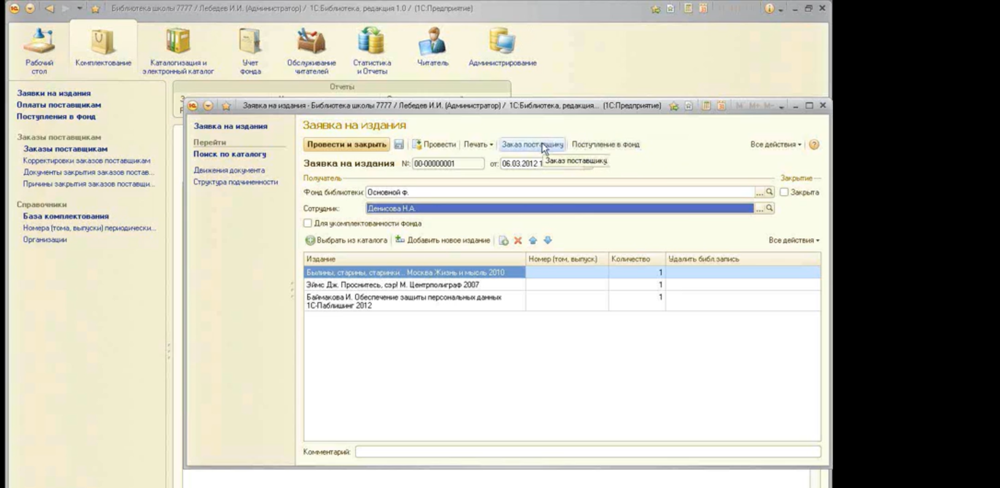 Библиотека школы 7777 / Лебедев И.И. (Администратор) / 1С:Библиотека, редакция 1.0 / (1С:Предприятие)
Рабочий стол
Комплектование
Каталогизация и электронный каталог
Учет фонда
Обслуживание читателей
Статистика и Отчеты
Читатель
Администрирование
Заявки на издания
Оплаты поставщикам
Поступления в фонд
Заказы поставщикам
Заказы поставщикам
Корректировки заказов поставщикам
Документы закрытия заказов постав...
Причины закрытия заказов поставщи...
Справочники
База комплектования
Номера (тома, выпуски) периодически...
Организации
Отчеты
Заявка на издания - Библиотека школы 7777 / Лебедев И.И. (Администратор) / 1С:Библиотека, редакция... (1С:Предприятие)
M M+ M-
Заявка на издания
Перейти
Поиск по каталогу
Движения документа
Структура подчиненности
Заявка на издания
Провести и закрыть
Провести
Печать
Заказ поставщику
Поступление в фонд
Все действия
Заказ поставщику
Заявка на издания №: 00-00000001 от: 06.03.2012 1
Получатель
Закрытие
Фонд библиотеки: Основной ф.
Закрыта
Сотрудник: Денисова Н.А.
Для укомплектованности фонда
Выбрать из каталога
Добавить новое издание
Все действия
Издание Номер (том, выпуск) Количество Удалить библ.запись
Былины, старины, старинки... Москва Жизнь и мысль 2010 1
Эймс Дж. Проснитесь, сэр! М. Центрполиграф 2007 1
Баймакова И. Обеспечение защиты персональных данных 1
1С-Паблишинг 2012
Комментарий: